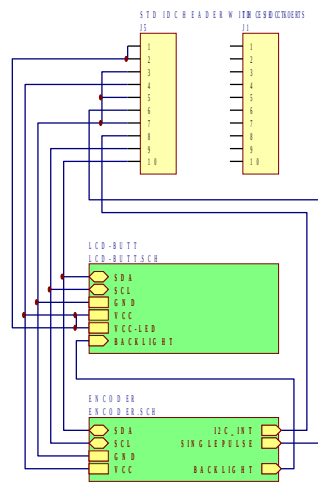 STD IDC HEADER W
J5
J1
1
2
3
4
5
6
7
8
9
10
1
2
3
4
5
6
7
8
9
10
LCD-BUTT
LCD-BUTT.SCH
SDA
SCL
GND
VCC
VCC-LED
BACKLIGHT
ENCODER
ENCODER.SCH
SDA
SCL
GND
VCC
I2C_INT
SINGLEPULSE
BACKLIGHT